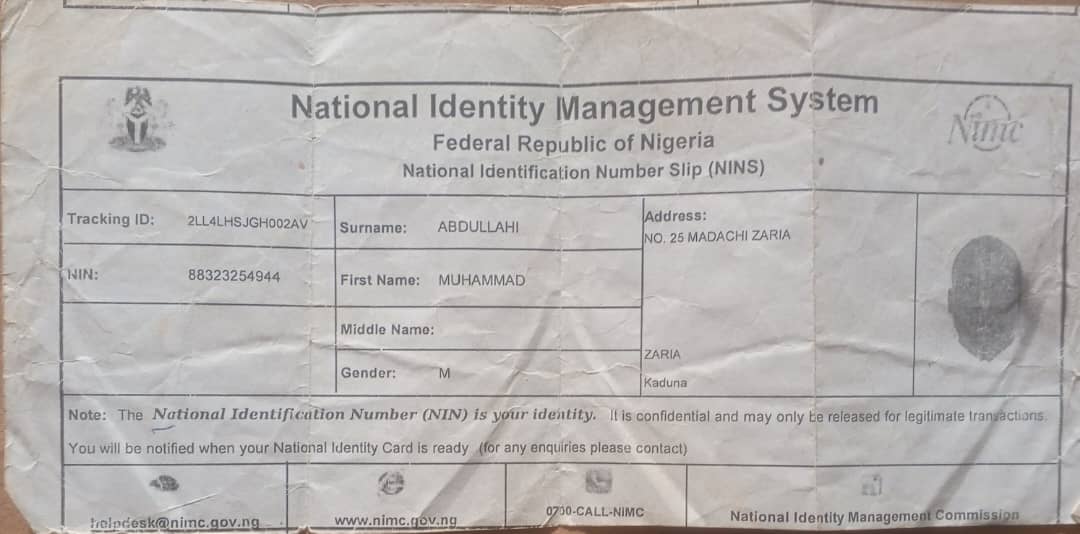 National Identity Management System
Federal Republic of Nigeria
National Identification Number Slip (NINS)
Nimc
Tracking ID: 2LL4LHSJGH002AV
Surname: ABDULLAHI
Address:
NO. 25 MADACHI ZARIA
NIN: 88323254944
First Name: MUHAMMAD
Middle Name:
ZARIA
Gender: M
Kaduna
Note: The National Identification Number (NIN) is your identity. It is confidential and may only be released for legitimate transactions.
You will be notified when your National Identity Card is ready (for any enquiries please contact)
helpdesk@nimc.gov.ng
www.nimc.gov.ng
0700-CALL-NIMC
National Identity Management Commission